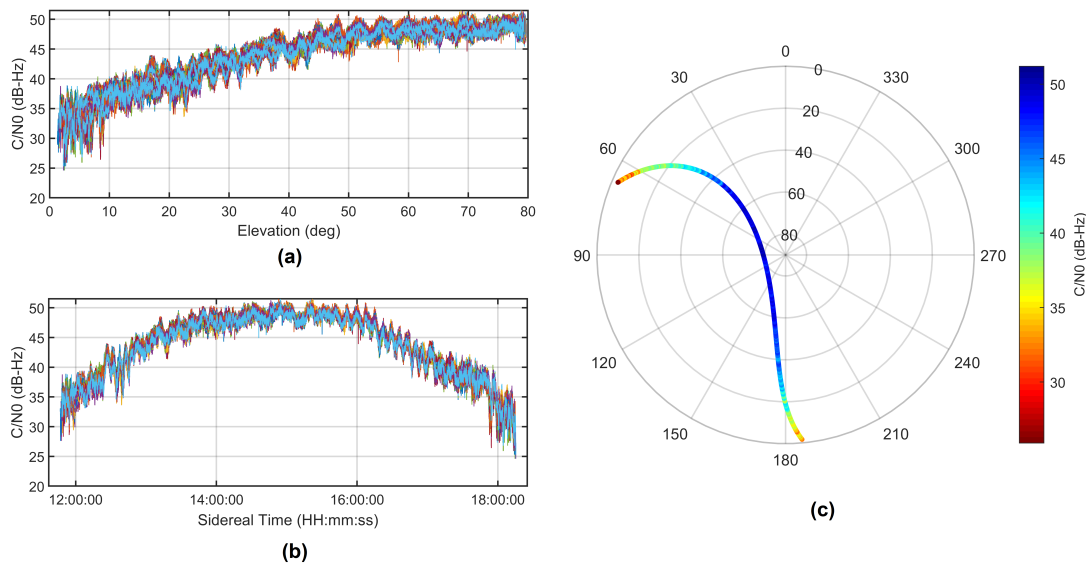 50
45
40
35
30
25
20
C/N0 (dB-Hz)
0 10 20 30 40 50 60 70 80
Elevation (deg)
(a)
50
45
40
35
30
25
20
C/N0 (dB-Hz)
12:00:00 14:00:00 16:00:00 18:00:00
Sidereal Time (HH:mm:ss)
(b)
0
30 0 330
20
60 40 300
60
80
90 270
120 240
150 210
180
50
45
40
35
30
C/N0 (dB-Hz)
(c)